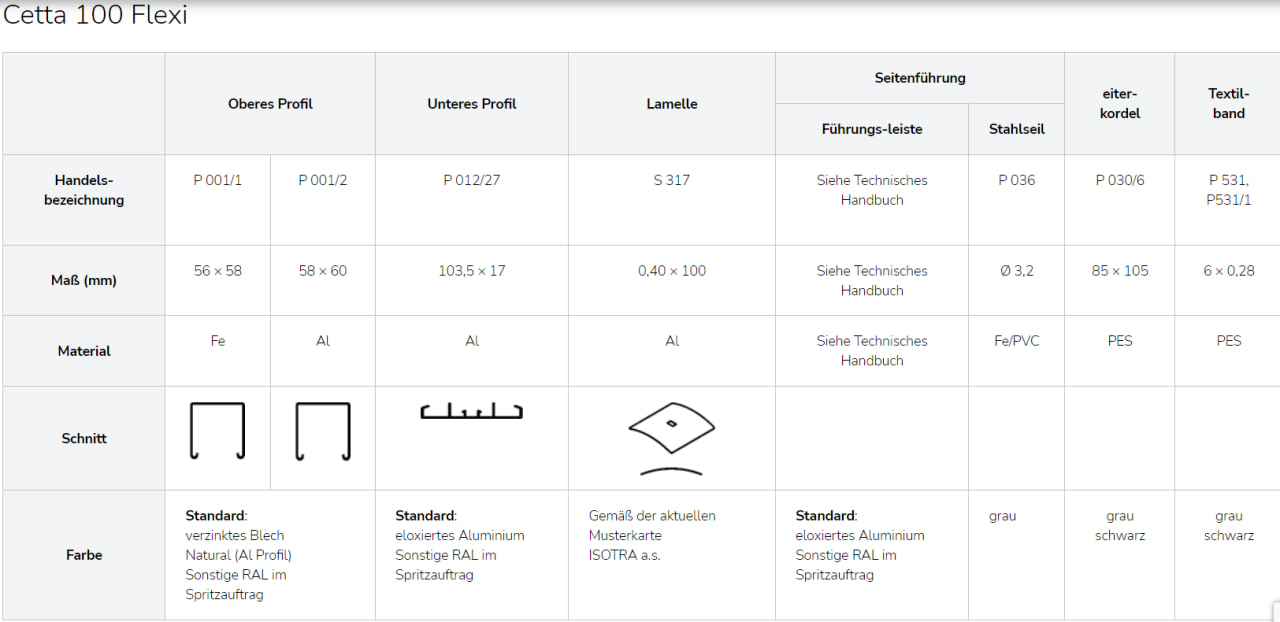 Cetta 100 Flexi
Oberes Profil
Unteres Profil
Lamelle
Seitenführung
Führungs-leiste
Stahlseil
eiter-
kordel
Textil-
band
Handels-
bezeichnung
P 001/1
P 001/2
P 012/27
S 317
Siehe Technisches
Handbuch
P 036
P 030/6
P 531,
P531/1
Maß (mm)
56 × 58
58 × 60
103,5 × 17
0,40 × 100
Siehe Technisches
Handbuch
Ø 3,2
85 × 105
6 × 0,28
Material
Fe
Al
Al
Al
Siehe Technisches
Handbuch
Fe/PVC
PES
PES
Schnitt
Farbe
Standard:
verzinktes Blech
Natural (Al Profil)
Sonstige RAL im
Spritzauftrag
Standard:
eloxiertes Aluminium
Sonstige RAL im
Spritzauftrag
Gemäß der aktuellen
Musterkarte
ISOTRA a.s.
Standard:
eloxiertes Aluminium
Sonstige RAL im
Spritzauftrag
grau
grau
schwarz
grau
schwarz